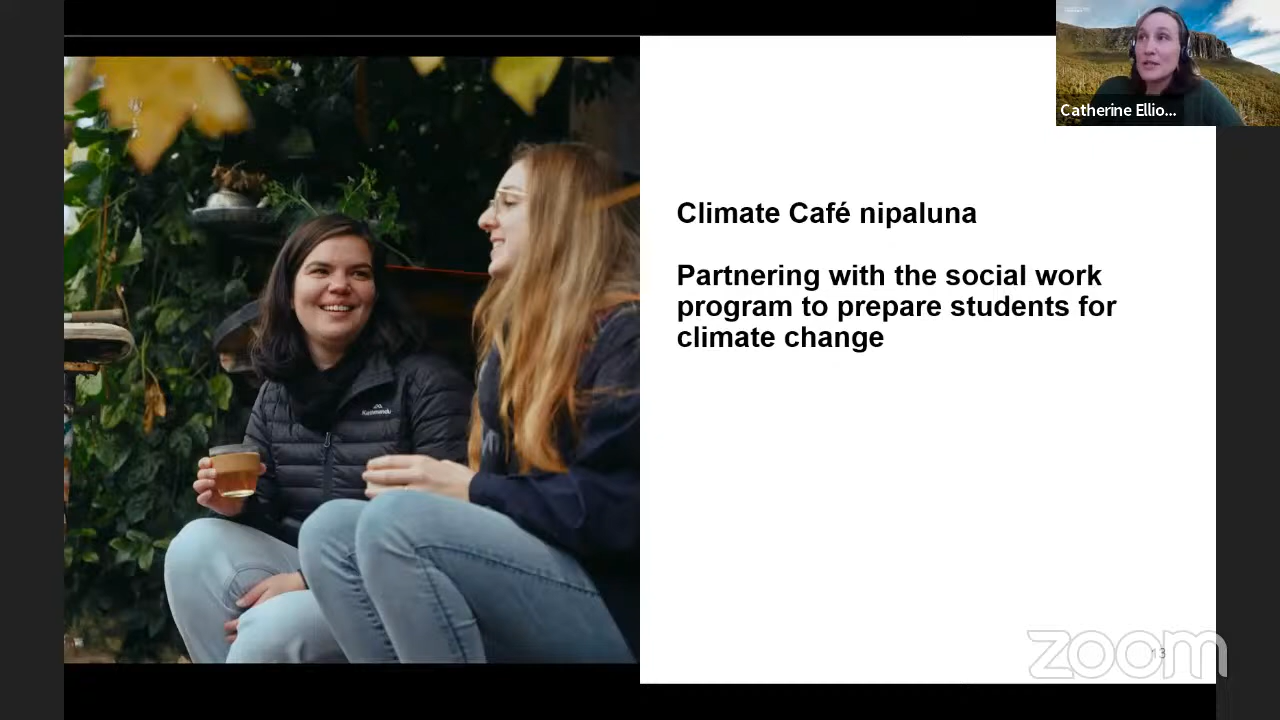 Catherine Ellio...
Climate Café nipaluna
Partnering with the social work
program to prepare students for
climate change
Kathmandu
13
zoom